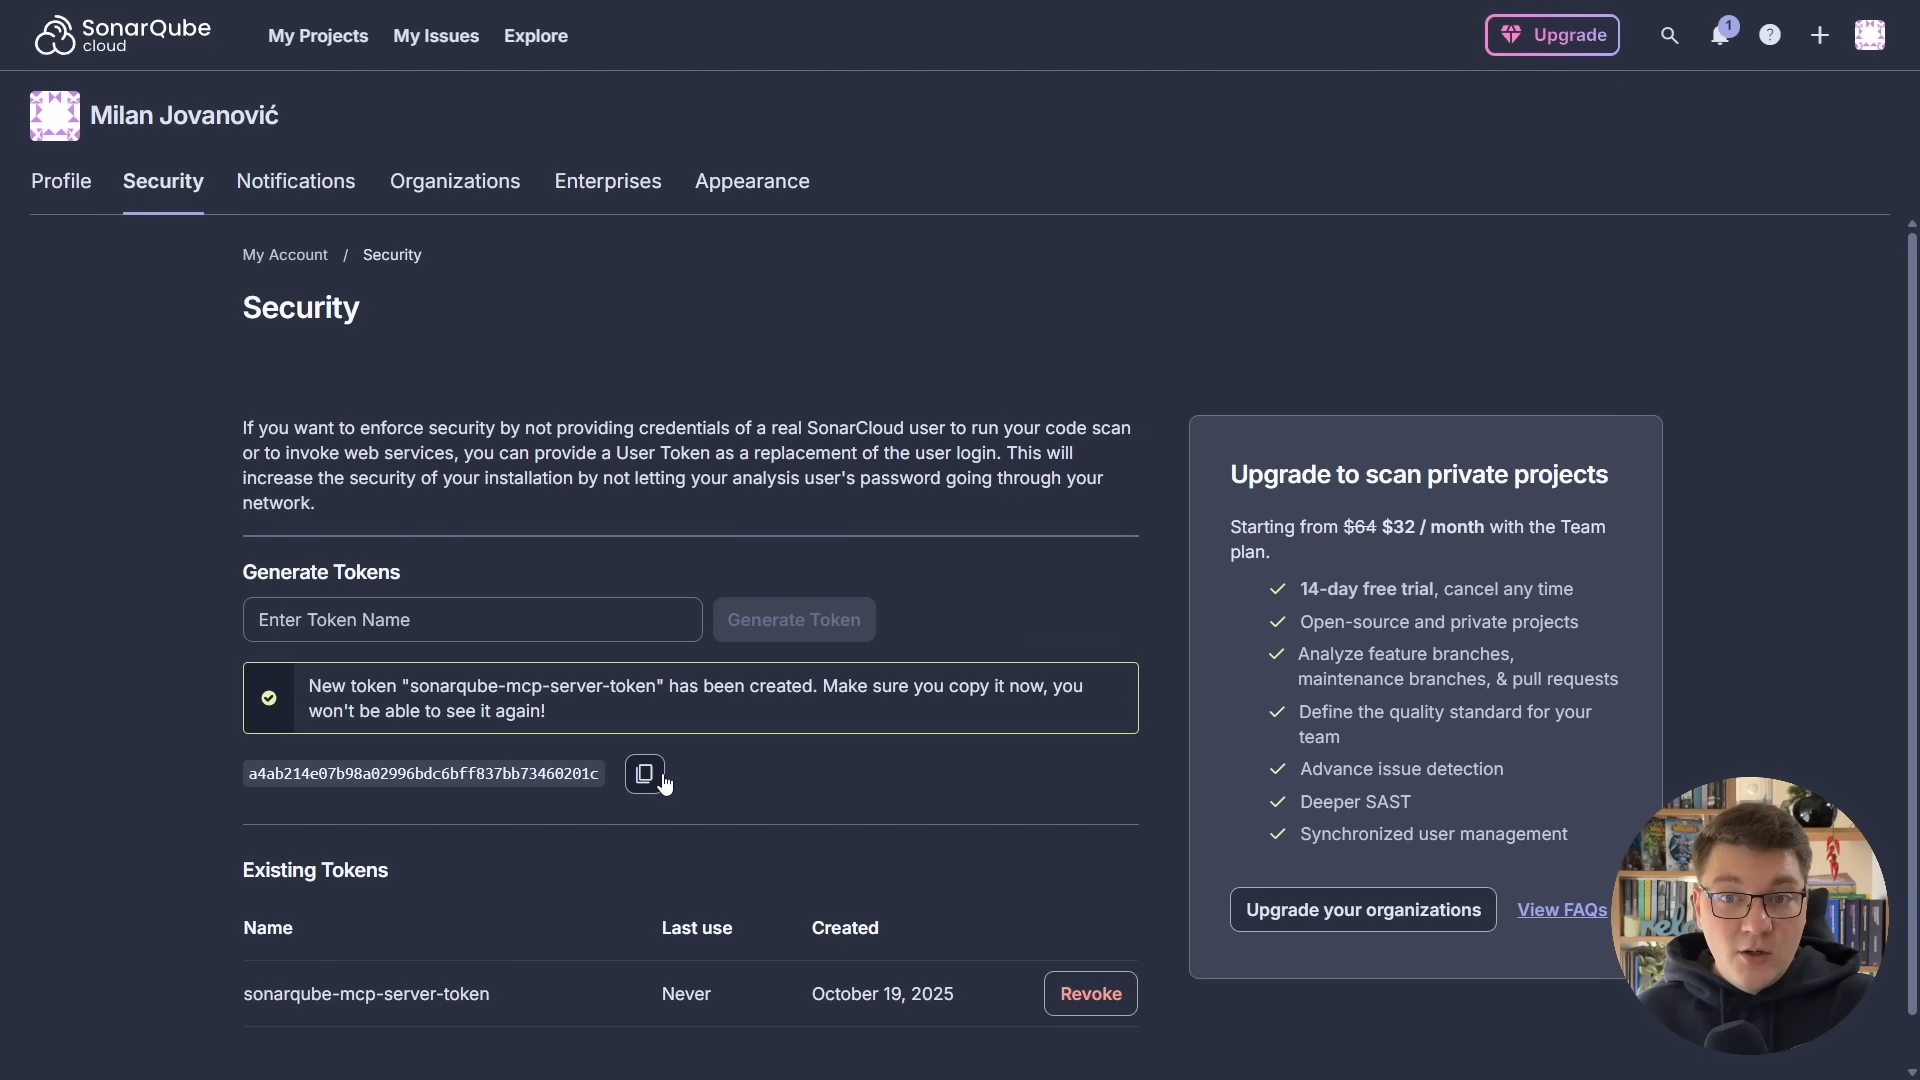 SonarQube
cloud
My Projects
My Issues
Explore
Upgrade
1
?
Milan Jovanović
Profile
Security
Notifications
Organizations
Enterprises
Appearance
My Account / Security
Security
If you want to enforce security by not providing credentials of a real SonarCloud user to run your code scan
or to invoke web services, you can provide a User Token as a replacement of the user login. This will
increase the security of your installation by not letting your analysis user's password going through your
network.
Generate Tokens
Enter Token Name
Generate Token
New token "sonarqube-mcp-server-token" has been created. Make sure you copy it now, you
won't be able to see it again!
a4ab214e07b98a02996bdc6bff837bb73460201c
Existing Tokens
Name
Last use
Created
sonarqube-mcp-server-token
Never
October 19, 2025
Revoke
Upgrade to scan private projects
Starting from $64 $32 / month with the Team
plan.
14-day free trial, cancel any time
Open-source and private projects
Analyze feature branches,
maintenance branches, & pull requests
Define the quality standard for your
team
Advance issue detection
Deeper SAST
Synchronized user management
Upgrade your organizations
View FAQs